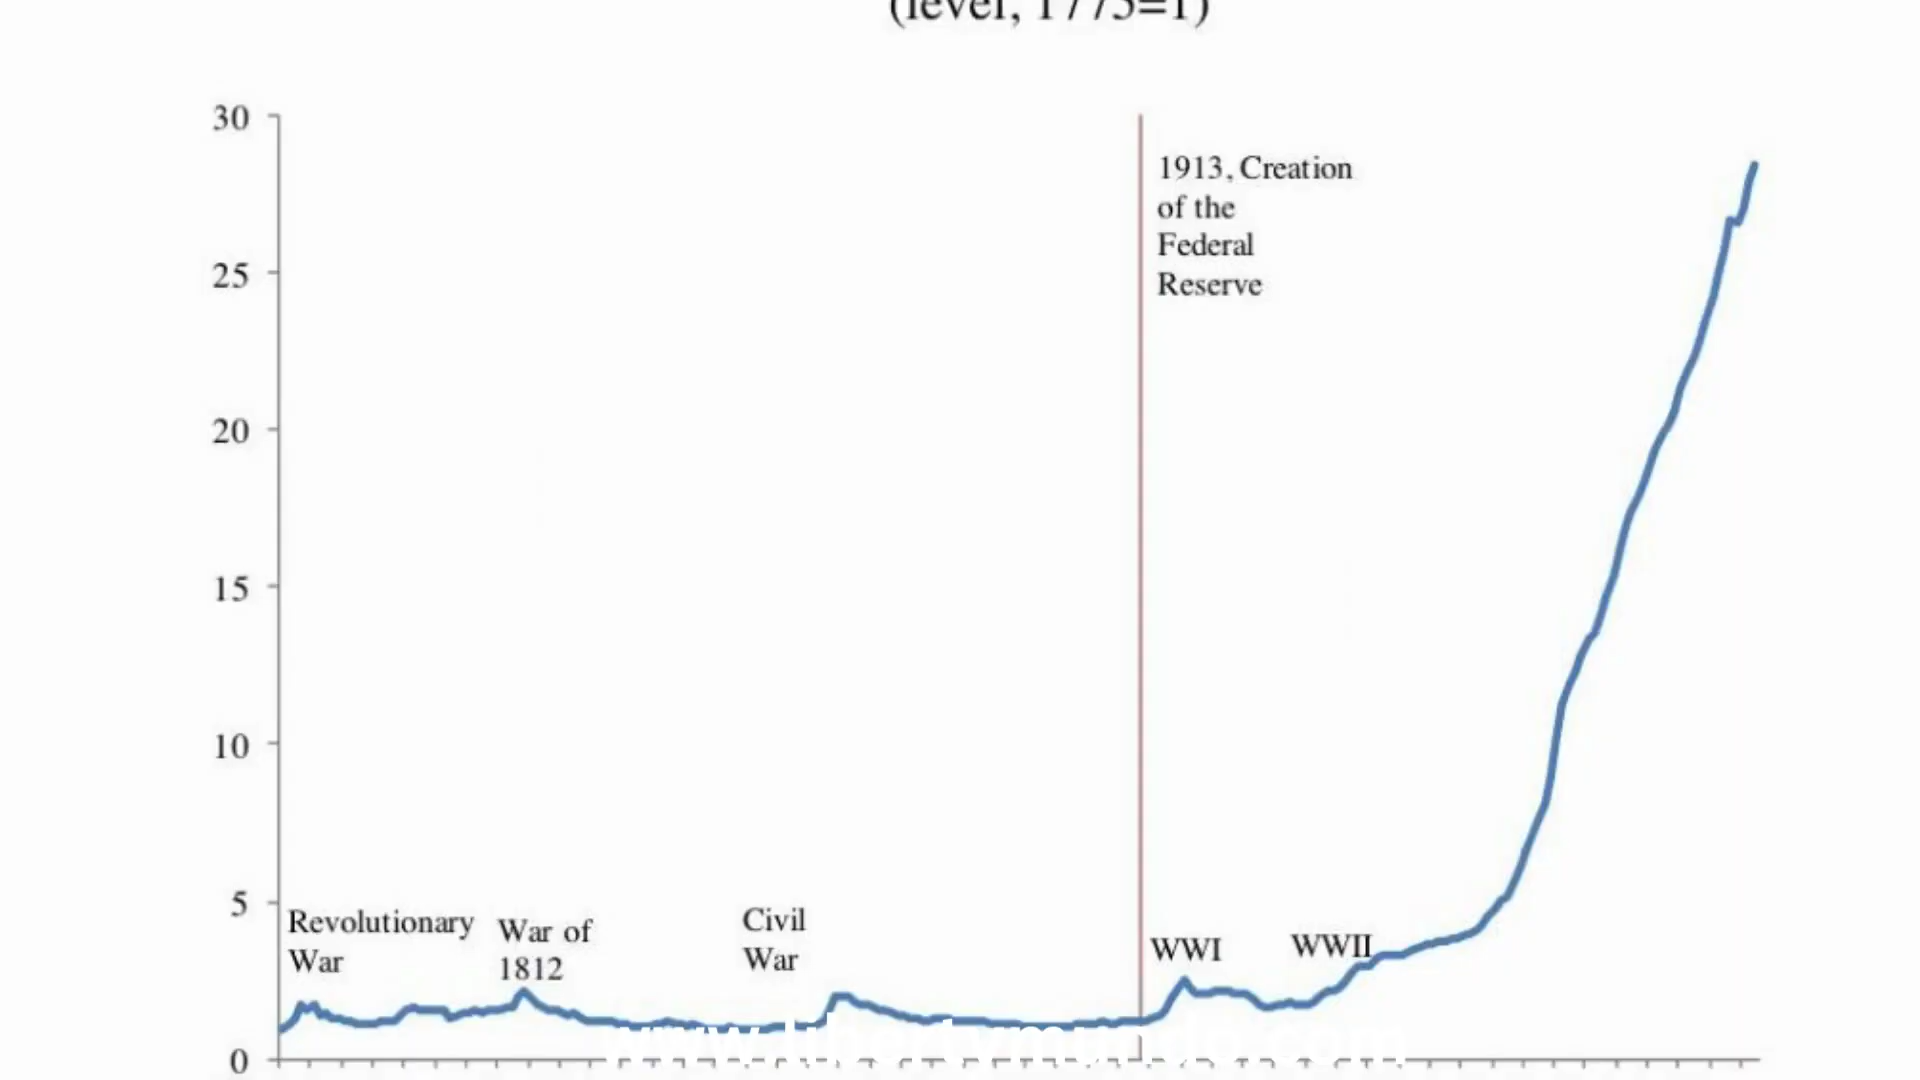 (level, 1775=1)
30
25
20
15
10
5
0
1913, Creation
of the
Federal
Reserve
Revolutionary
War
War of
1812
Civil
War
WWI
WWII